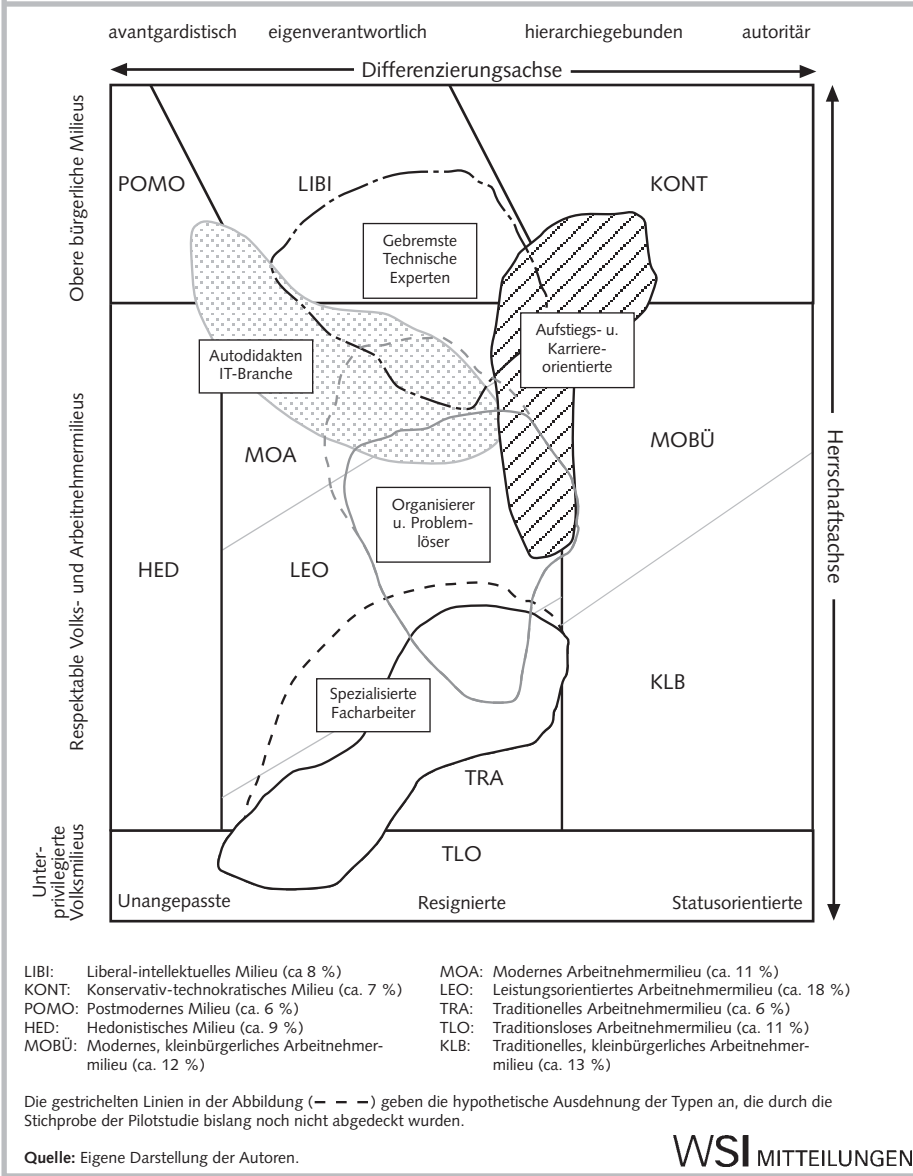 avantgardistisch eigenverantwortlich hierarchiegebunden autoritär
Differenzierungsachse
Obere bürgerliche Milieus
POMO LIBI KONT
Gebremste
Technische
Experten
Autodidakten
IT-Branche
Aufstiegs- u.
Karriere-
orientierte
Respektable Volks- und Arbeitnehmermilieus
MOA MOBÜ
Herrschaftsachse
Organisierer
u. Problem-
löser
HED LEO
Spezialisierte
Facharbeiter
KLB
TRA
Unter-
privilegierte
Volksmilieus
TLO
Unangepasste Resignierte Statusorientierte
LIBI: Liberal-intellektuelles Milieu (ca 8 %)
KONT: Konservativ-technokratisches Milieu (ca. 7 %)
POMO: Postmodernes Milieu (ca. 6 %)
HED: Hedonistisches Milieu (ca. 9 %)
MOBÜ: Modernes, kleinbürgerliches Arbeitnehmer-
milieu (ca. 12 %)
MOA: Modernes Arbeitnehmermilieu (ca. 11 %)
LEO: Leistungsorientiertes Arbeitnehmermilieu (ca. 18 %)
TRA: Traditionelles Arbeitnehmermilieu (ca. 6 %)
TLO: Traditionsloses Arbeitnehmermilieu (ca. 11 %)
KLB: Traditionelles, kleinbürgerliches Arbeitnehmer-
milieu (ca. 13 %)
Die gestrichelten Linien in der Abbildung (– – –) geben die hypothetische Ausdehnung der Typen an, die durch die
Stichprobe der Pilotstudie bislang noch nicht abgedeckt wurden.
Quelle: Eigene Darstellung der Autoren.
WSI MITTEILUNGEN